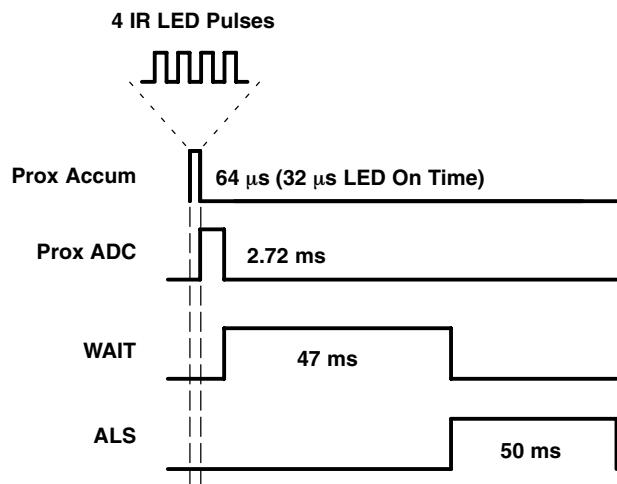 4 IR LED Pulses
Prox Accum
64 μs (32 μs LED On Time)
Prox ADC
2.72 ms
WAIT
47 ms
ALS
50 ms